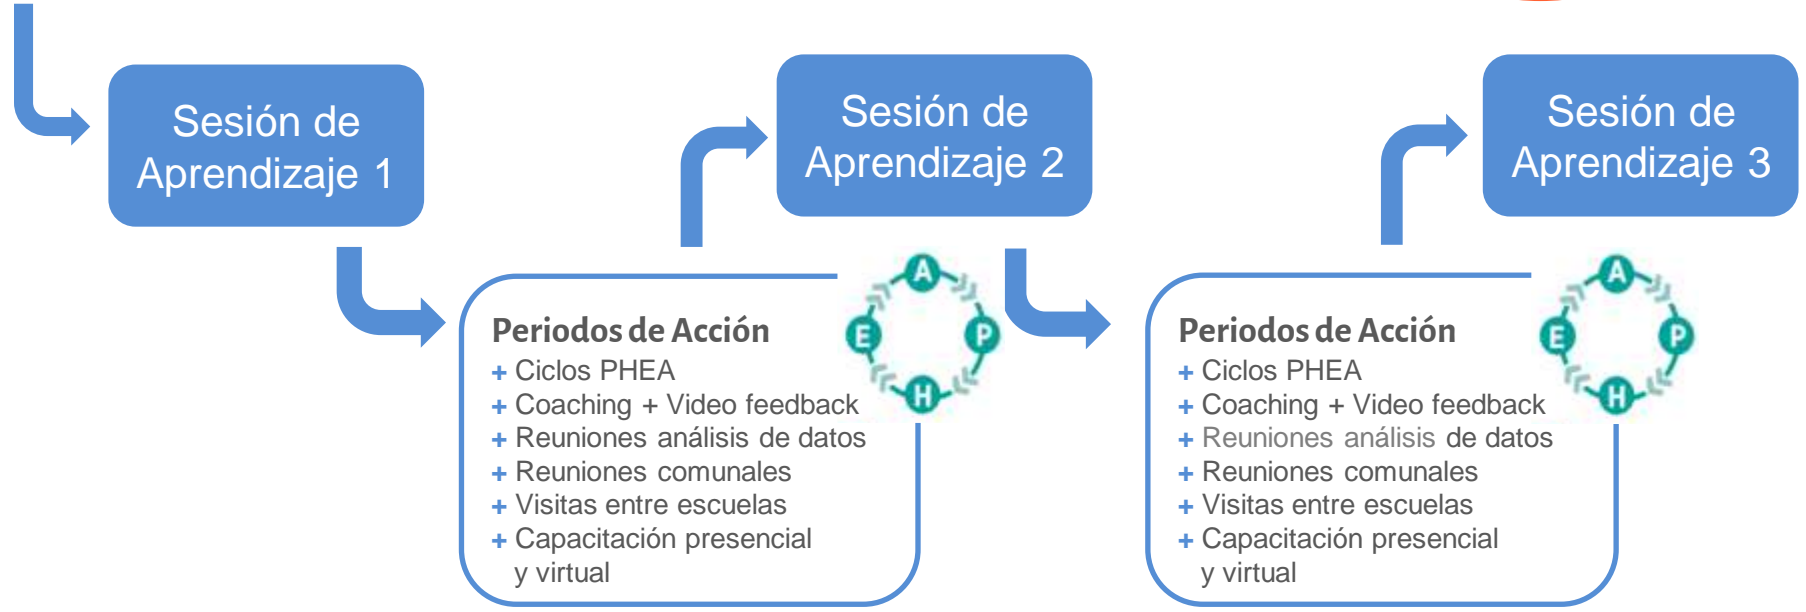 Sesión de
Aprendizaje 1
Sesión de
Aprendizaje 2
Sesión de
Aprendizaje 3
Periodos de Acción
+ Ciclos PHEA
+ Coaching + Video feedback
+ Reuniones análisis de datos
+ Reuniones comunales
+ Visitas entre escuelas
+ Capacitación presencial
y virtual
A
P
H
E
Periodos de Acción
+ Ciclos PHEA
+ Coaching + Video feedback
+ Reuniones análisis de datos
+ Reuniones comunales
+ Visitas entre escuelas
+ Capacitación presencial
y virtual
A
P
H
E